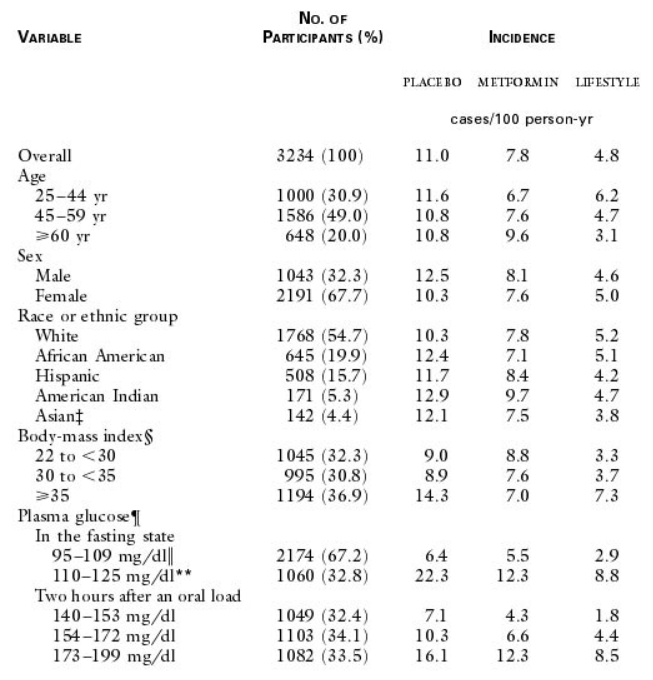 VARIABLE NO. OF PARTICIPANTS (%) INCIDENCE
PLACEBO METFORMIN LIFESTYLE
cases/100 person-yr
Overall 3234 (100) 11.0 7.8 4.8
Age
25–44 yr 1000 (30.9) 11.6 6.7 6.2
45–59 yr 1586 (49.0) 10.8 7.6 4.7
≥60 yr 648 (20.0) 10.8 9.6 3.1
Sex
Male 1043 (32.3) 12.5 8.1 4.6
Female 2191 (67.7) 10.3 7.6 5.0
Race or ethnic group
White 1768 (54.7) 10.3 7.8 5.2
African American 645 (19.9) 12.4 7.1 5.1
Hispanic 508 (15.7) 11.7 8.4 4.2
American Indian 171 (5.3) 12.9 9.7 4.7
Asian‡ 142 (4.4) 12.1 7.5 3.8
Body-mass index§
22 to <30 1045 (32.3) 9.0 8.8 3.3
30 to <35 995 (30.8) 8.9 7.6 3.7
≥35 1194 (36.9) 14.3 7.0 7.3
Plasma glucose¶
In the fasting state
95–109 mg/dl‖ 2174 (67.2) 6.4 5.5 2.9
110–125 mg/dl** 1060 (32.8) 22.3 12.3 8.8
Two hours after an oral load
140–153 mg/dl 1049 (32.4) 7.1 4.3 1.8
154–172 mg/dl 1103 (34.1) 10.3 6.6 4.4
173–199 mg/dl 1082 (33.5) 16.1 12.3 8.5